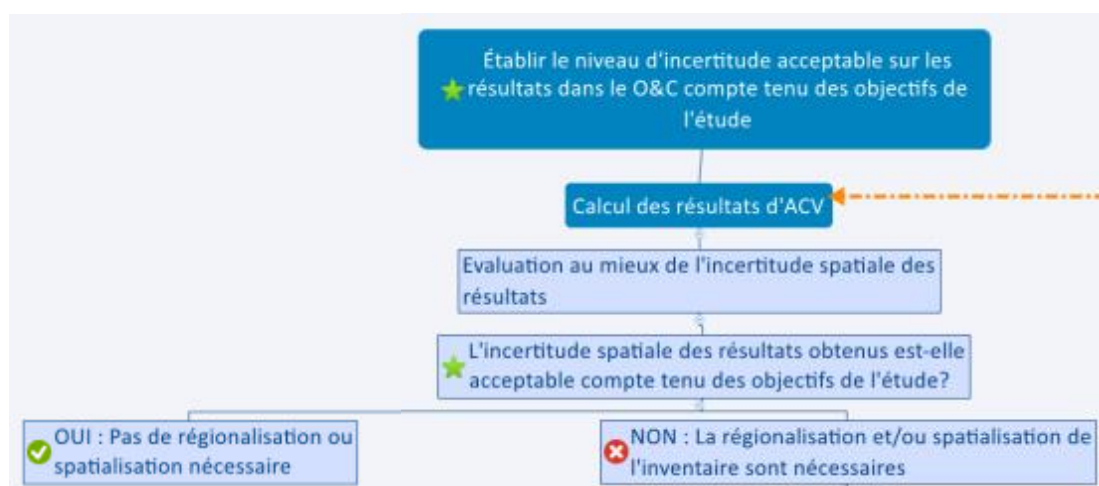 Établir le niveau d'incertitude acceptable sur les
résultats dans le O&C compte tenu des objectifs de
l'étude
Calcul des résultats d'ACV
Evaluation au mieux de l'incertitude spatiale des
résultats
L'incertitude spatiale des résultats obtenus est-elle
acceptable compte tenu des objectifs de l'étude?
OUI : Pas de régionalisation ou
spatialisation nécessaire
NON : La régionalisation et/ou spatialisation de
l'inventaire sont nécessaires